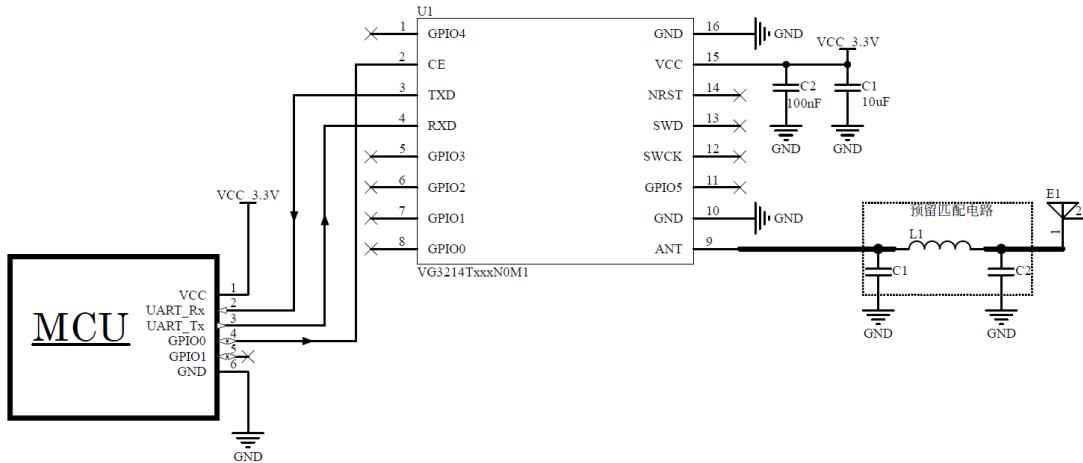 U1
1 GPIO4 GND 16 GND
2 CE VCC 15 VCC_3.3V
3 TXD NRST 14 C2 100nF C1 10uF
4 RXD SWD 13
GND GND
5 GPIO3 SWCK 12
6 GPIO2 GPIO5 11
7 GPIO1 GND 10 GND
8 GPIO0 ANT 9
VG3214TxxxN0M1
预留匹配电路
E1
1 2
L1
C1 C2
GND GND
VCC_3.3V
MCU
VCC 1
UART_Rx 2
UART_Tx 3
GPIO0 4
GPIO1 5
GND 6
GND